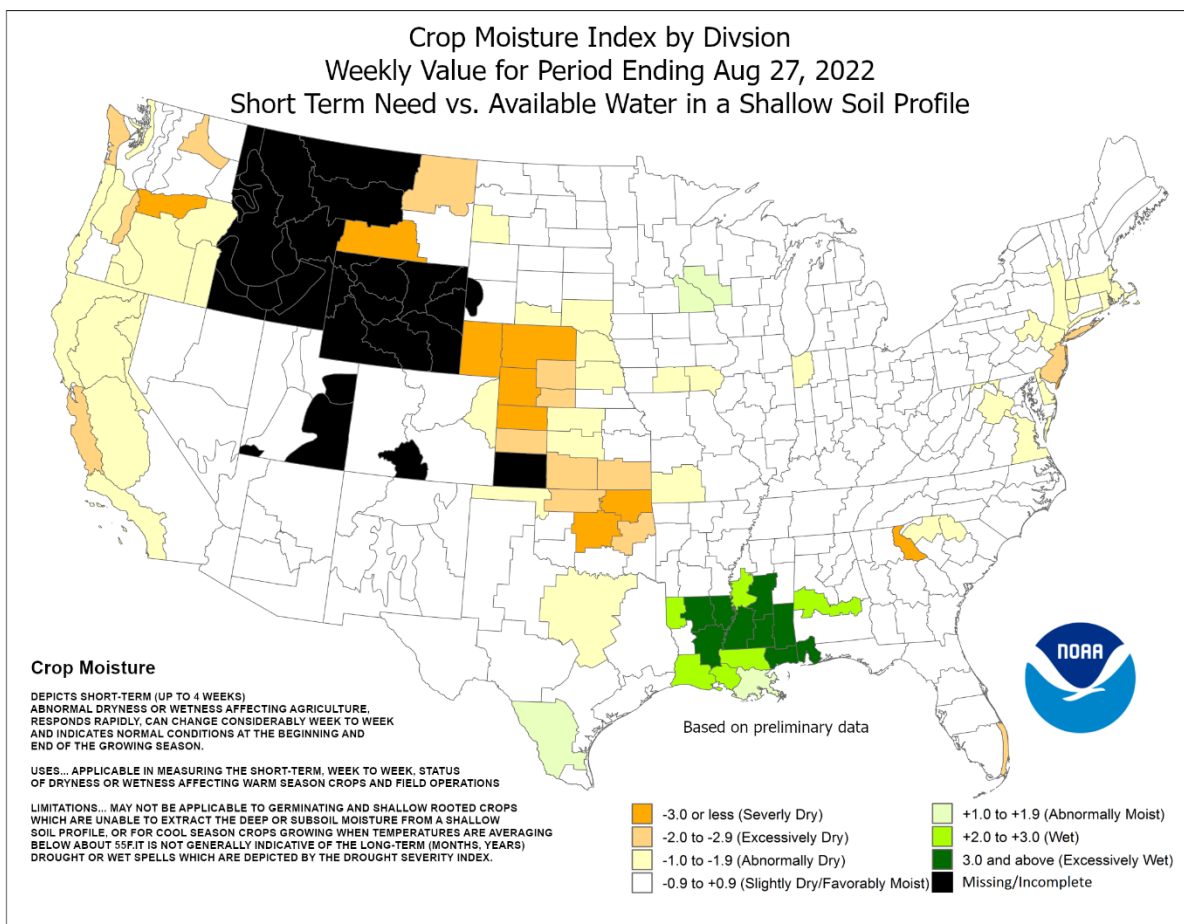 Crop Moisture Index by Divsion
Weekly Value for Period Ending Aug 27, 2022
Short Term Need vs. Available Water in a Shallow Soil Profile
NOAA
Crop Moisture
DEPICTS SHORT-TERM (UP TO 4 WEEKS)
ABNORMAL DRYNESS OR WETNESS AFFECTING AGRICULTURE,
RESPONDS RAPIDLY, CAN CHANGE CONSIDERABLY WEEK TO WEEK
AND INDICATES NORMAL CONDITIONS AT THE BEGINNING AND
END OF THE GROWING SEASON.
USES... APPLICABLE IN MEASURING THE SHORT-TERM, WEEK TO WEEK, STATUS
OF DRYNESS OR WETNESS AFFECTING WARM SEASON CROPS AND FIELD OPERATIONS
LIMITATIONS... MAY NOT BE APPLICABLE TO GERMINATING AND SHALLOW ROOTED CROPS
WHICH ARE UNABLE TO EXTRACT THE DEEP OR SUBSOIL MOISTURE FROM A SHALLOW
SOIL PROFILE, OR FOR COOL SEASON CROPS GROWING WHEN TEMPERATURES ARE AVERAGING
BELOW ABOUT 55F.IT IS NOT GENERALLY INDICATIVE OF THE LONG-TERM (MONTHS, YEARS)
DROUGHT OR WET SPELLS WHICH ARE DEPICTED BY THE DROUGHT SEVERITY INDEX.
Based on preliminary data
-3.0 or less (Severly Dry)
-2.0 to -2.9 (Excessively Dry)
-1.0 to -1.9 (Abnormally Dry)
-0.9 to +0.9 (Slightly Dry/Favorably Moist)
+1.0 to +1.9 (Abnormally Moist)
+2.0 to +3.0 (Wet)
3.0 and above (Excessively Wet)
Missing/Incomplete